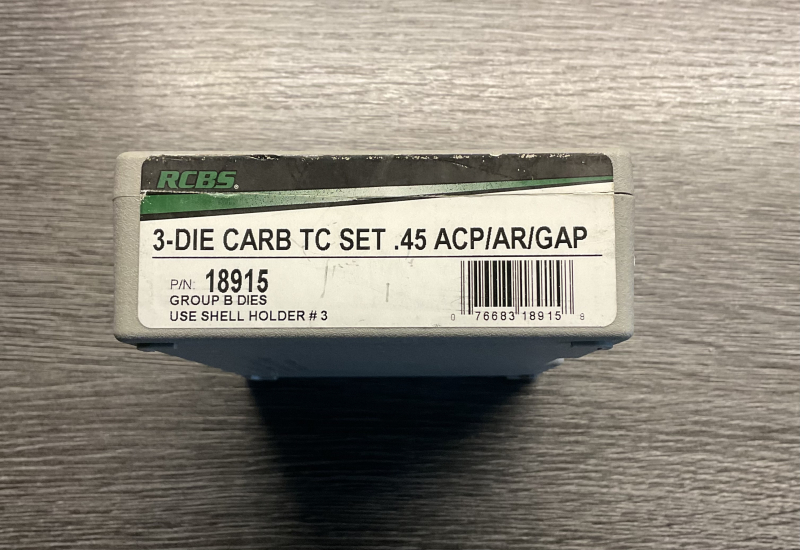 RCBS.
3-DIE CARB TC SET .45 ACP/AR/GAP
P/N: 18915
GROUP B DIES
USE SHELL HOLDER # 3
0 76683 18915 8